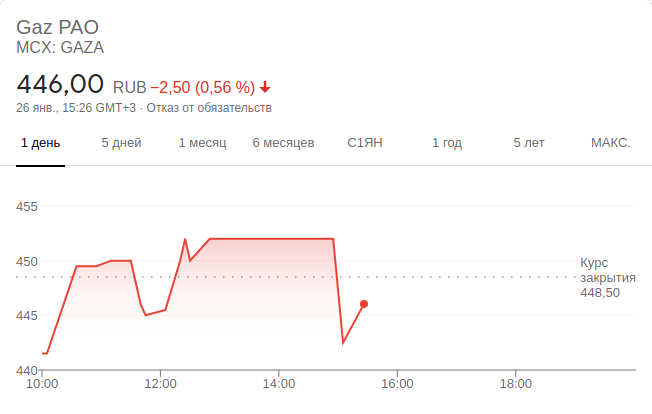 Gaz PAO
MCX: GAZA
446,00 RUB −2,50 (0,56 %)
26 янв., 15:26 GMT+3 · Отказ от обязательств
1 день 5 дней 1 месяц 6 месяцев С1ЯН 1 год 5 лет МАКС.
455
450
Курс
закрытия
448,50
445
440
10:00 12:00 14:00 16:00 18:00